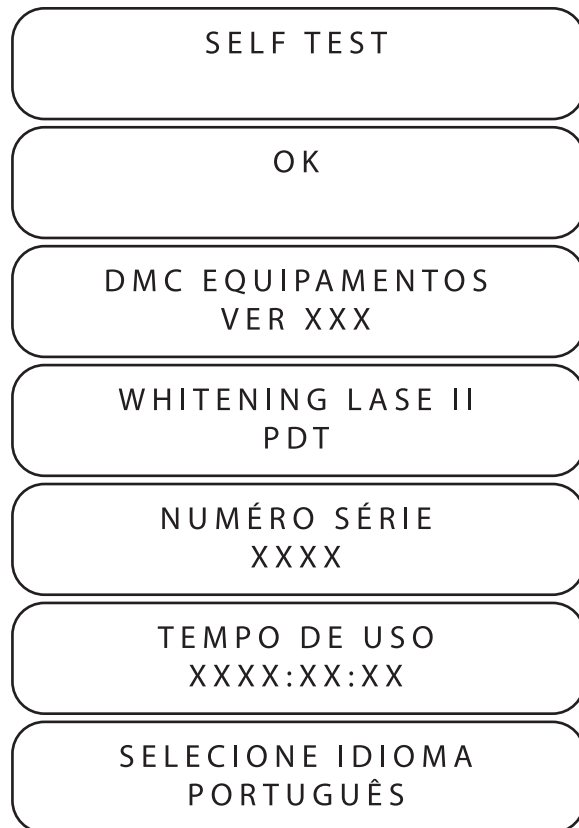 SELF TEST
OK
DMC EQUIPAMENTOS
VER XXX
WHITENING LASE II
PDT
NUMÉRO SÉRIE
XXXX
TEMPO DE USO
XXXX:XX:XX
SELECIONE IDIOMA
PORTUGUÊS